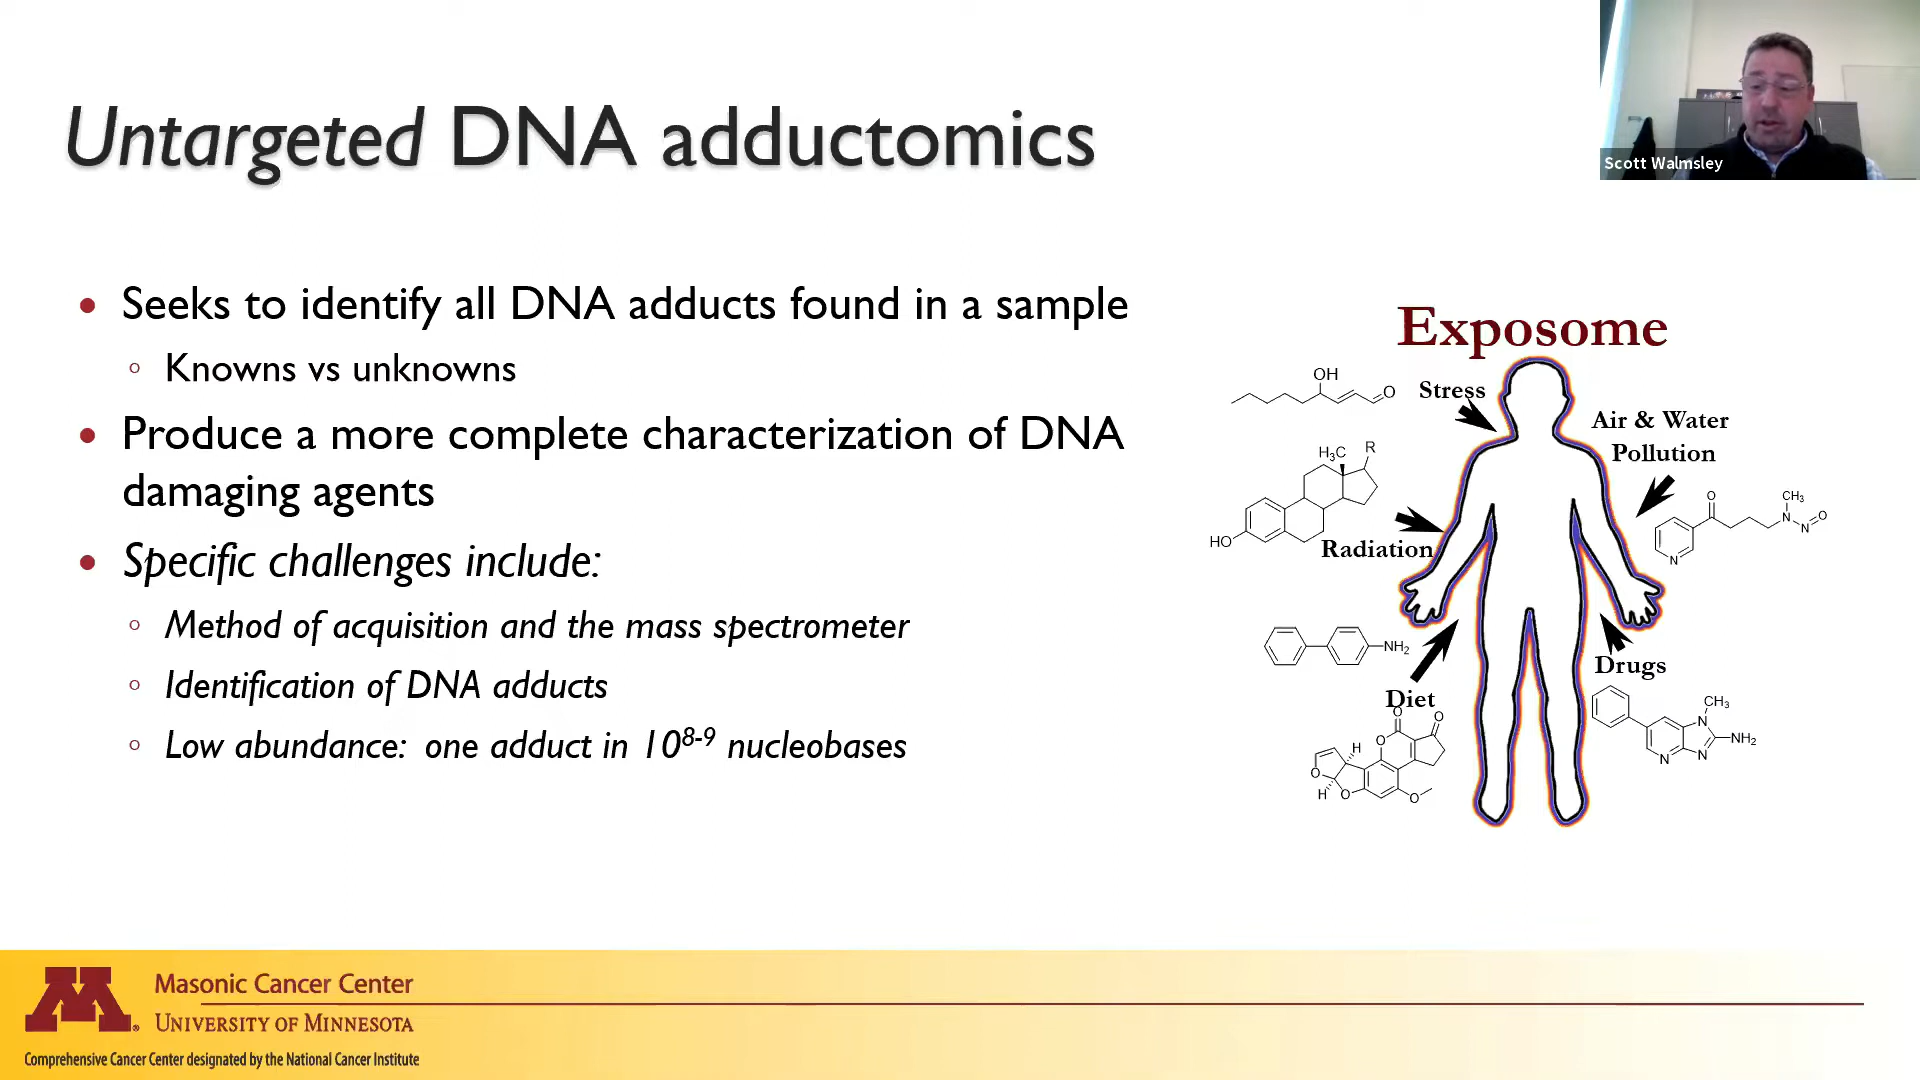 Untargeted DNA adductomics
Scott Walmsley
• Seeks to identify all DNA adducts found in a sample
◦ Knowns vs unknowns
• Produce a more complete characterization of DNA
damaging agents
• Specific challenges include:
◦ Method of acquisition and the mass spectrometer
◦ Identification of DNA adducts
◦ Low abundance: one adduct in 10⁸⁻⁹ nucleobases
Exposome
Stress
Air & Water
Pollution
Radiation
Diet
Drugs
OH
O
H₃C
R
HO
O
CH₃
N
N
O
N
NH₂
O
O
O
H
O
H
O
O
CH₃
N
NH₂
N
N
M
Masonic Cancer Center
UNIVERSITY OF MINNESOTA
Comprehensive Cancer Center designated by the National Cancer Institute